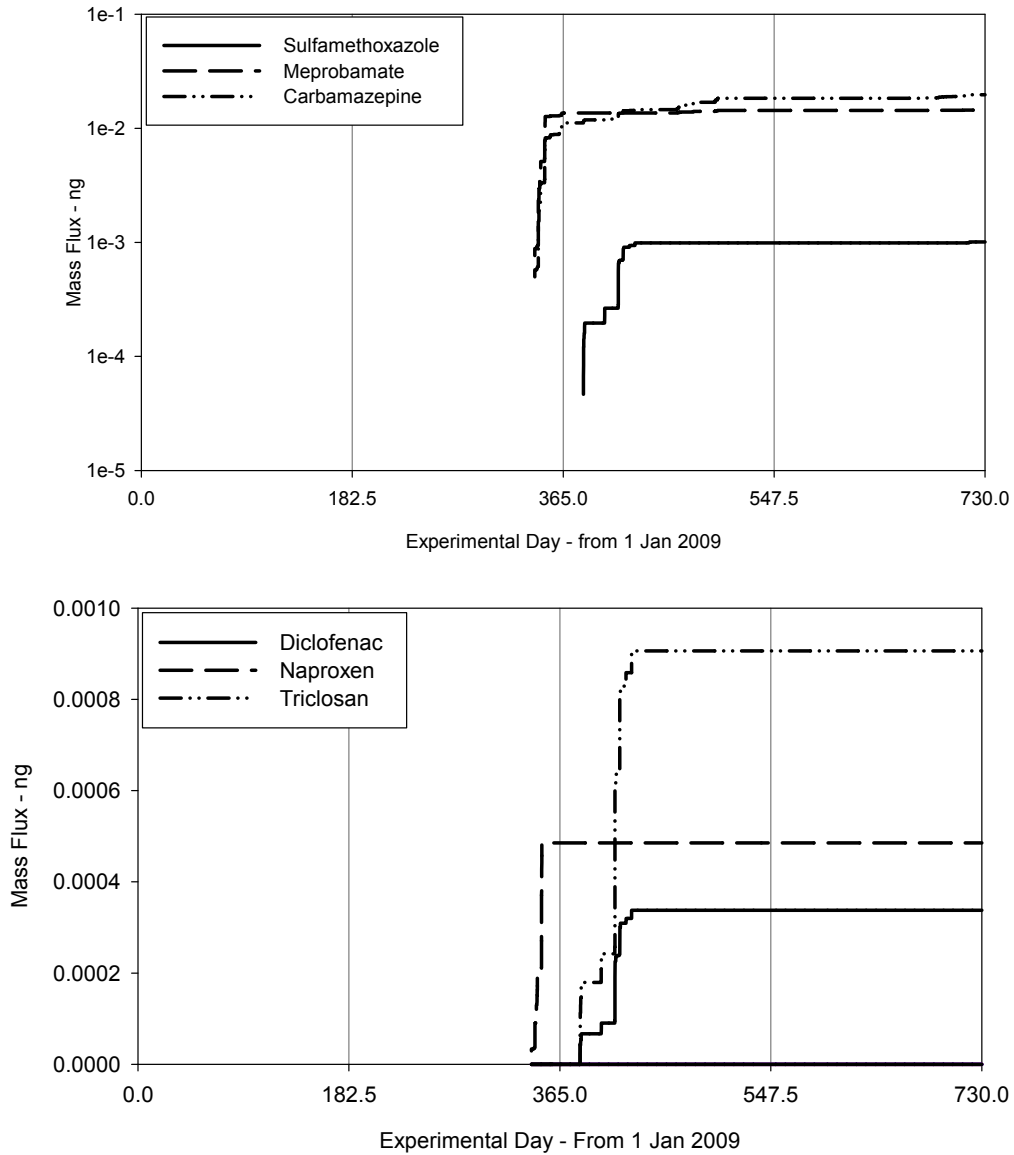 1e-1
Sulfamethoxazole
Meprobamate
Carbamazepine
1e-2
1e-3
1e-4
1e-5
Mass Flux - ng
0.0 182.5 365.0 547.5 730.0
Experimental Day - from 1 Jan 2009
0.0010
Diclofenac
Naproxen
Triclosan
0.0008
0.0006
0.0004
0.0002
0.0000
Mass Flux - ng
0.0 182.5 365.0 547.5 730.0
Experimental Day - From 1 Jan 2009